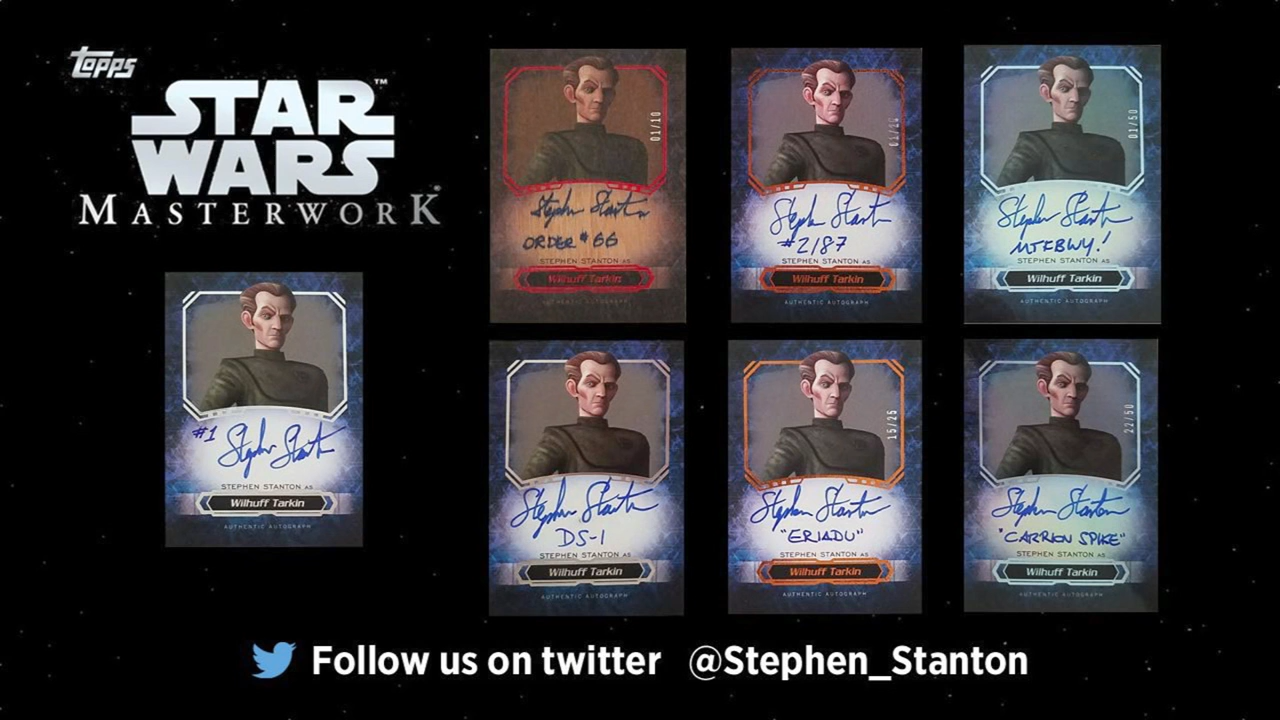 Topps
STAR
WARS™
MASTERWORK
#1 Stephen Stanton
STEPHEN STANTON AS
Wilhuff Tarkin
AUTHENTIC AUTOGRAPH
01/10
Stephen Stanton
ORDER #66
STEPHEN STANTON AS
Wilhuff Tarkin
AUTHENTIC AUTOGRAPH
Stephen Stanton
#2187
STEPHEN STANTON AS
Wilhuff Tarkin
AUTHENTIC AUTOGRAPH
01/50
Stephen Stanton
MTFBWY!
STEPHEN STANTON AS
Wilhuff Tarkin
AUTHENTIC AUTOGRAPH
Stephen Stanton
DS-1
STEPHEN STANTON AS
Wilhuff Tarkin
AUTHENTIC AUTOGRAPH
15/25
Stephen Stanton
"ERIADU"
STEPHEN STANTON AS
Wilhuff Tarkin
AUTHENTIC AUTOGRAPH
22/50
Stephen Stanton
"CARRION SPIKE"
STEPHEN STANTON AS
Wilhuff Tarkin
AUTHENTIC AUTOGRAPH
Follow us on twitter @Stephen_Stanton